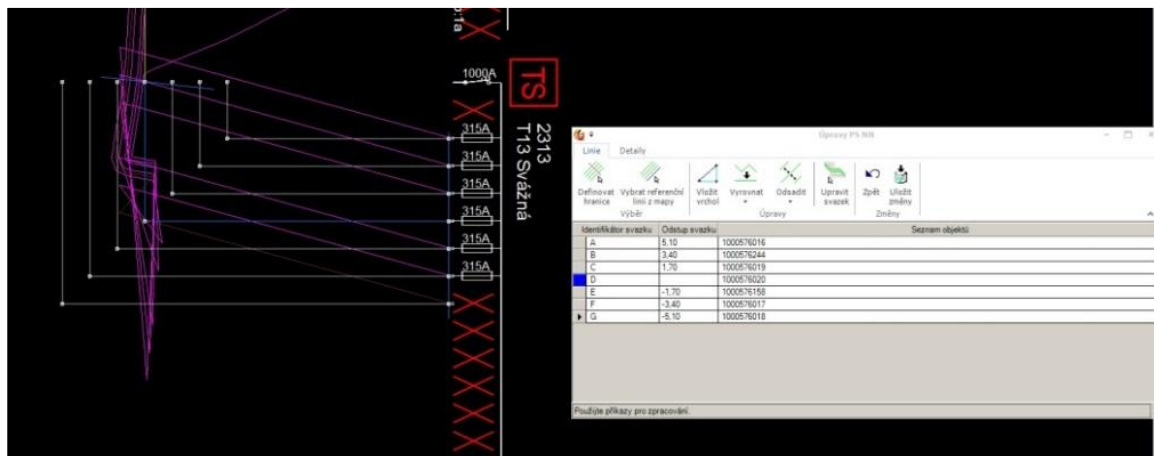 o:1a
1000A
TS
2313
T13 Svážná
315A
315A
315A
315A
315A
315A
Úpravy PS NN
Linie Detaily
Definovat hranice
Vybrat referenční linii z mapy
Vložit vrchol
Vyrovnat
Odsadit
Upravit svazek
Zpět
Uložit změny
Výběr Úpravy Změny
Identifikátor svazku Odstup svazku Seznam objektů
A 5,10 1000576016
B 3,40 1000576244
C 1,70 1000576019
D 1000576020
E -1,70 1000576158
F -3,40 1000576017
G -5,10 1000576018
Použijte příkazy pro zpracování.